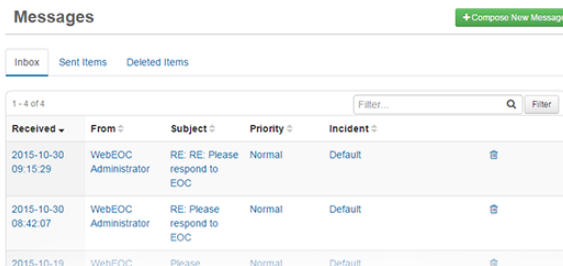 Messages
+ Compose New Message
Inbox Sent Items Deleted Items
1 - 4 of 4 Filter... Filter
Received From Subject Priority Incident
2015-10-30 WebEOC RE: RE: Please Normal Default
09:15:29 Administrator respond to
EOC
2015-10-30 WebEOC RE: Please Normal Default
08:42:07 Administrator respond to
EOC
2015-10-19 WebEOC Please Normal Default